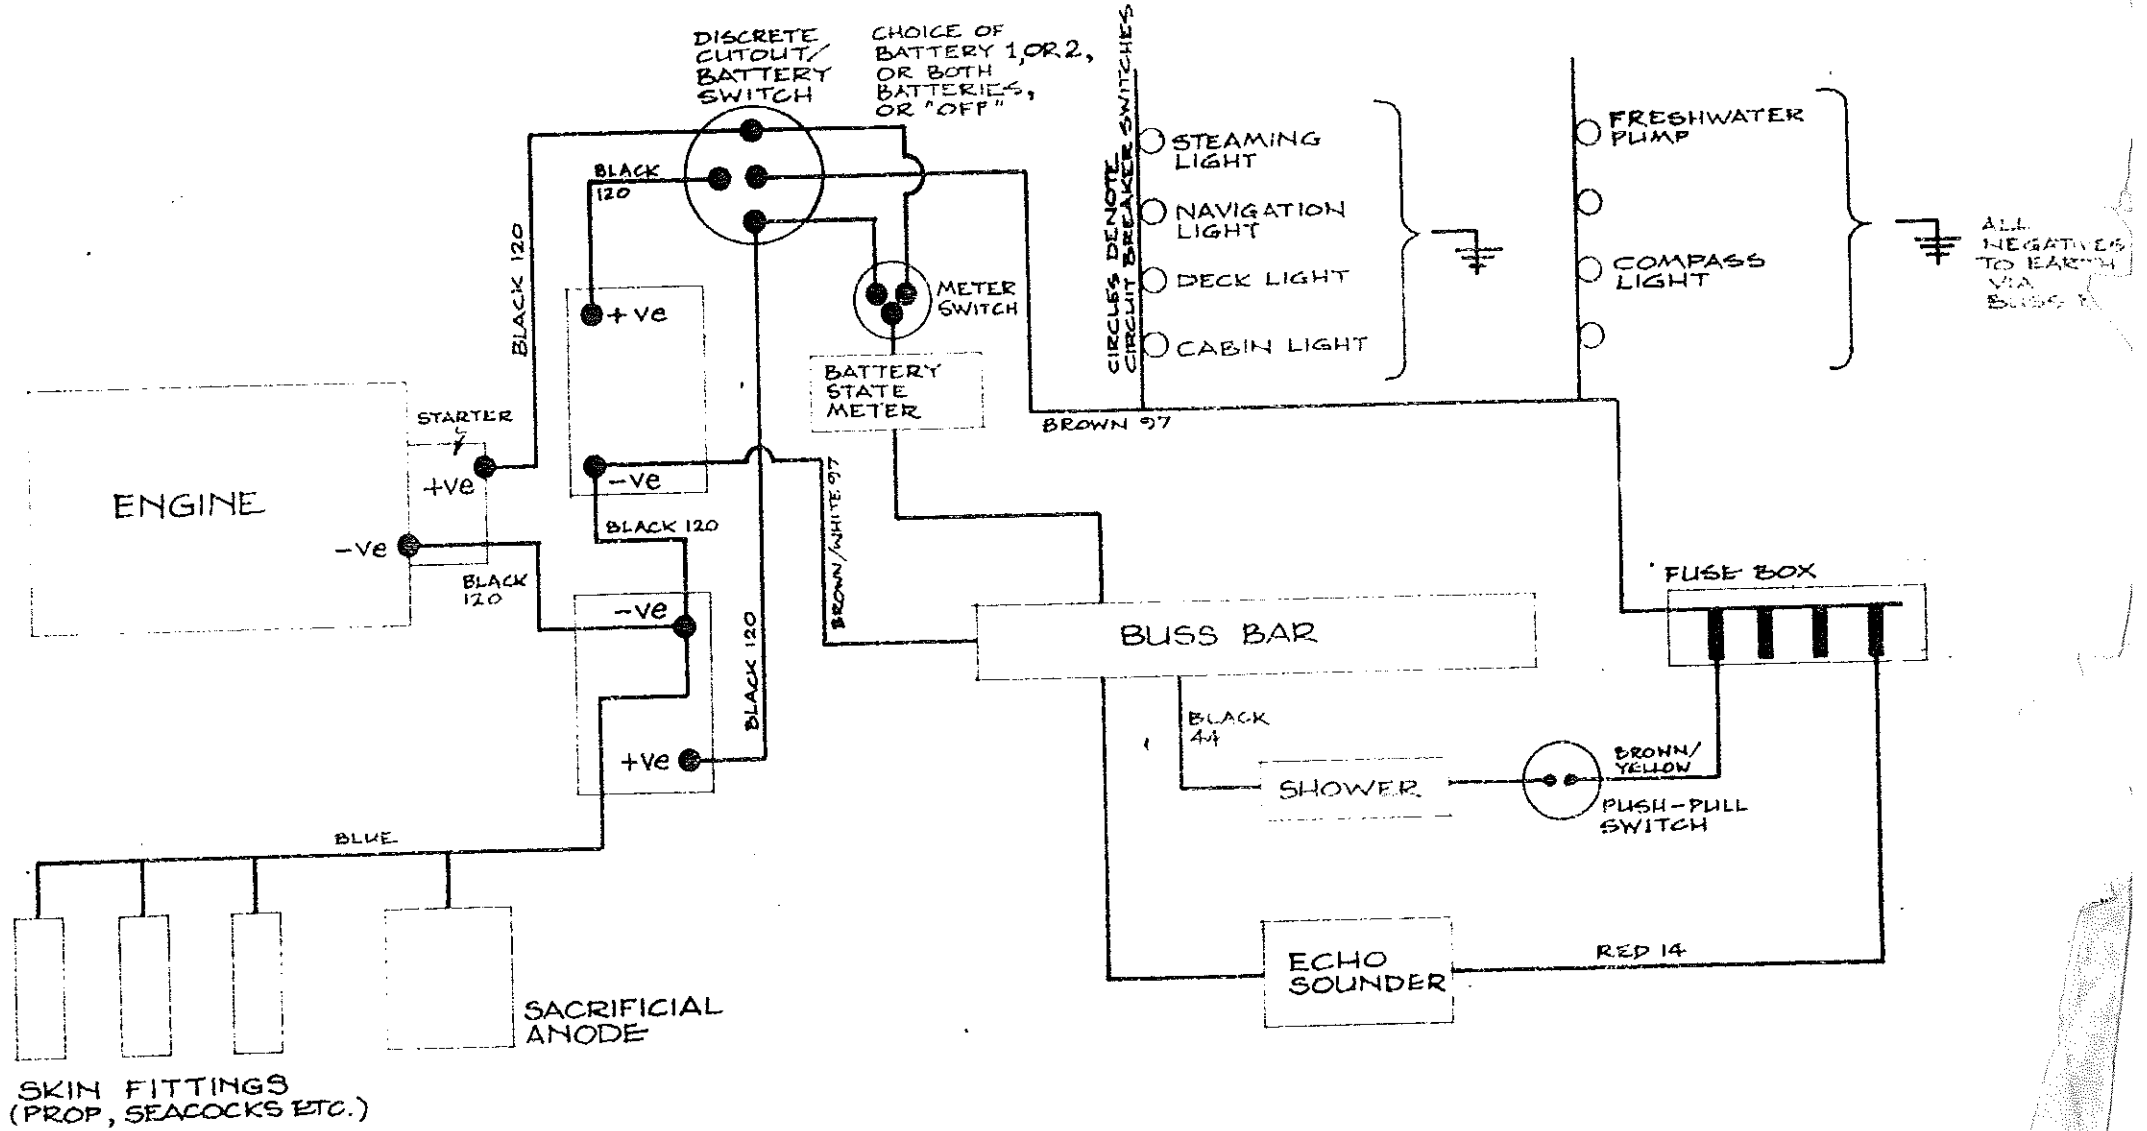 DISCRETE
CUTOUT/
BATTERY
SWITCH
CHOICE OF
BATTERY 1, OR 2,
OR BOTH
BATTERIES,
OR "OFF"
CIRCLES DENOTE
CIRCUIT BREAKER SWITCHES
STEAMING
LIGHT
NAVIGATION
LIGHT
DECK LIGHT
CABIN LIGHT
FRESHWATER
PUMP
COMPASS
LIGHT
ALL
NEGATIVES
TO EARTH
VIA
BUSS
BLACK
120
BLACK 120
+ve
METER
SWITCH
BATTERY
STATE
METER
BROWN 97
STARTER
+ve
ENGINE
-ve
-ve
BLACK 120
BLACK
120
BROWN/WHITE 97
-ve
BLACK 120
+ve
BUSS BAR
FUSE BOX
BLACK
44
SHOWER
BROWN/
YELLOW
PUSH-PULL
SWITCH
BLUE
ECHO
SOUNDER
RED 14
SACRIFICIAL
ANODE
SKIN FITTINGS
(PROP, SEACOCKS ETC.)